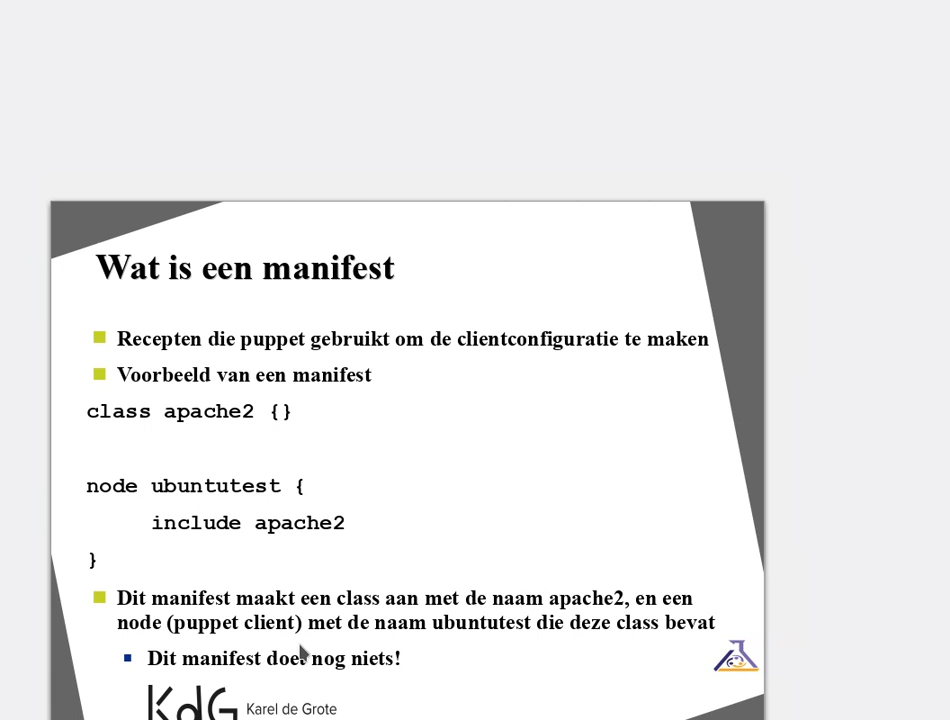 Wat is een manifest
Recepten die puppet gebruikt om de clientconfiguratie te maken
Voorbeeld van een manifest
class apache2 {}
node ubuntutest {
include apache2
}
Dit manifest maakt een class aan met de naam apache2, en een
node (puppet client) met de naam ubuntutest die deze class bevat
Dit manifest doet nog niets!
KdG Karel de Grote